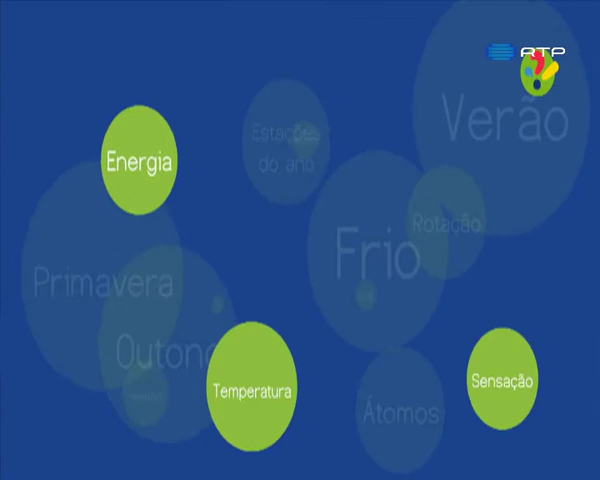 RTP
Verão
Estações
do ano
Energia
Rotação
Frio
Primavera
Outono
Temperatura
Sensação
Átomos